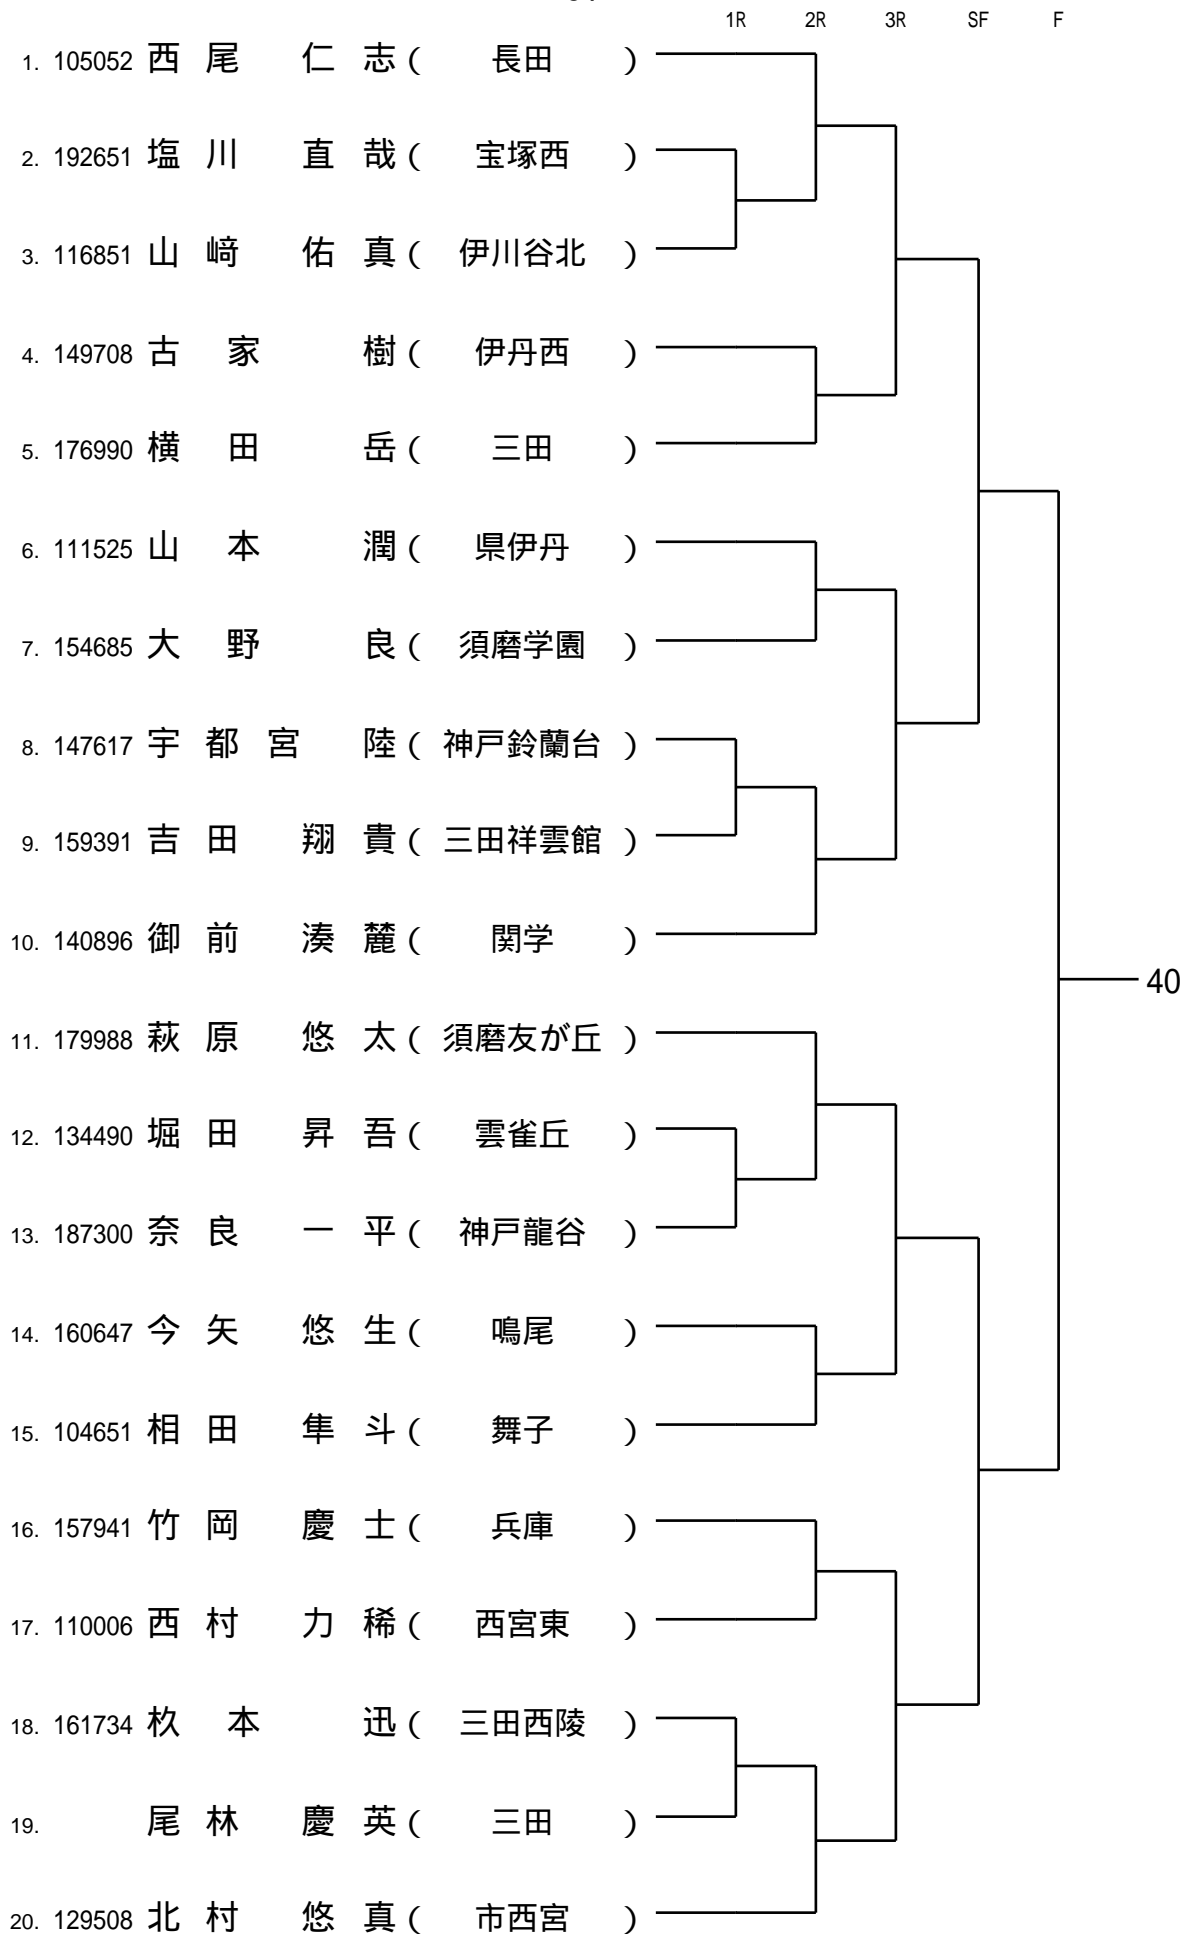 1R 2R 3R SF F
1. 105052 西尾 仁志 ( 長田 )
2. 192651 塩川 直哉 ( 宝塚西 )
3. 116851 山﨑 佑真 ( 伊川谷北 )
4. 149708 古家 樹 ( 伊丹西 )
5. 176990 横田 岳 ( 三田 )
6. 111525 山本 潤 ( 県伊丹 )
7. 154685 大野 良 ( 須磨学園 )
8. 147617 宇都宮 陸 ( 神戸鈴蘭台 )
9. 159391 吉田 翔貴 ( 三田祥雲館 )
10. 140896 御前 湊麓 ( 関学 )
40
11. 179988 萩原 悠太 ( 須磨友が丘 )
12. 134490 堀田 昇吾 ( 雲雀丘 )
13. 187300 奈良 一平 ( 神戸龍谷 )
14. 160647 今矢 悠生 ( 鳴尾 )
15. 104651 相田 隼斗 ( 舞子 )
16. 157941 竹岡 慶士 ( 兵庫 )
17. 110006 西村 力稀 ( 西宮東 )
18. 161734 杦本 迅 ( 三田西陵 )
19. 尾林 慶英 ( 三田 )
20. 129508 北村 悠真 ( 市西宮 )